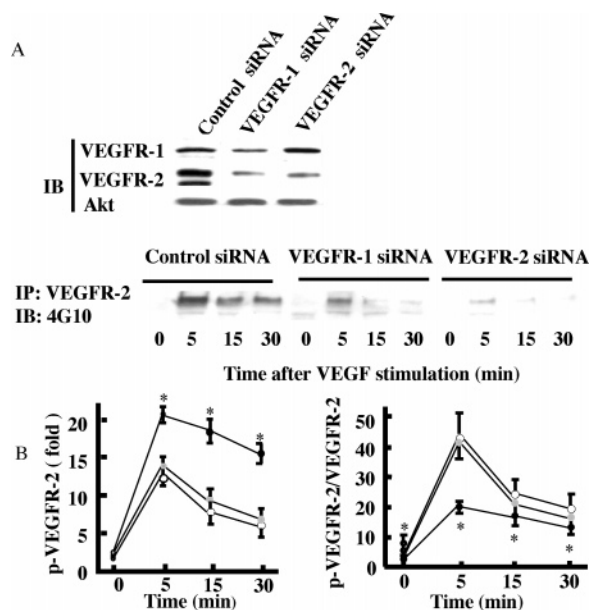 A
Control siRNA
VEGFR-1 siRNA
VEGFR-2 siRNA
IB
VEGFR-1
VEGFR-2
Akt
Control siRNA VEGFR-1 siRNA VEGFR-2 siRNA
IP: VEGFR-2
IB: 4G10
0 5 15 30 0 5 15 30 0 5 15 30
Time after VEGF stimulation (min)
B
p-VEGFR-2 ( fold)
20
15
10
5
0
* * *
0 5 15 30
Time (min)
p-VEGFR-2/VEGFR-2
50
40
30
20
10
0
* * * *
0 5 15 30
Time (min)